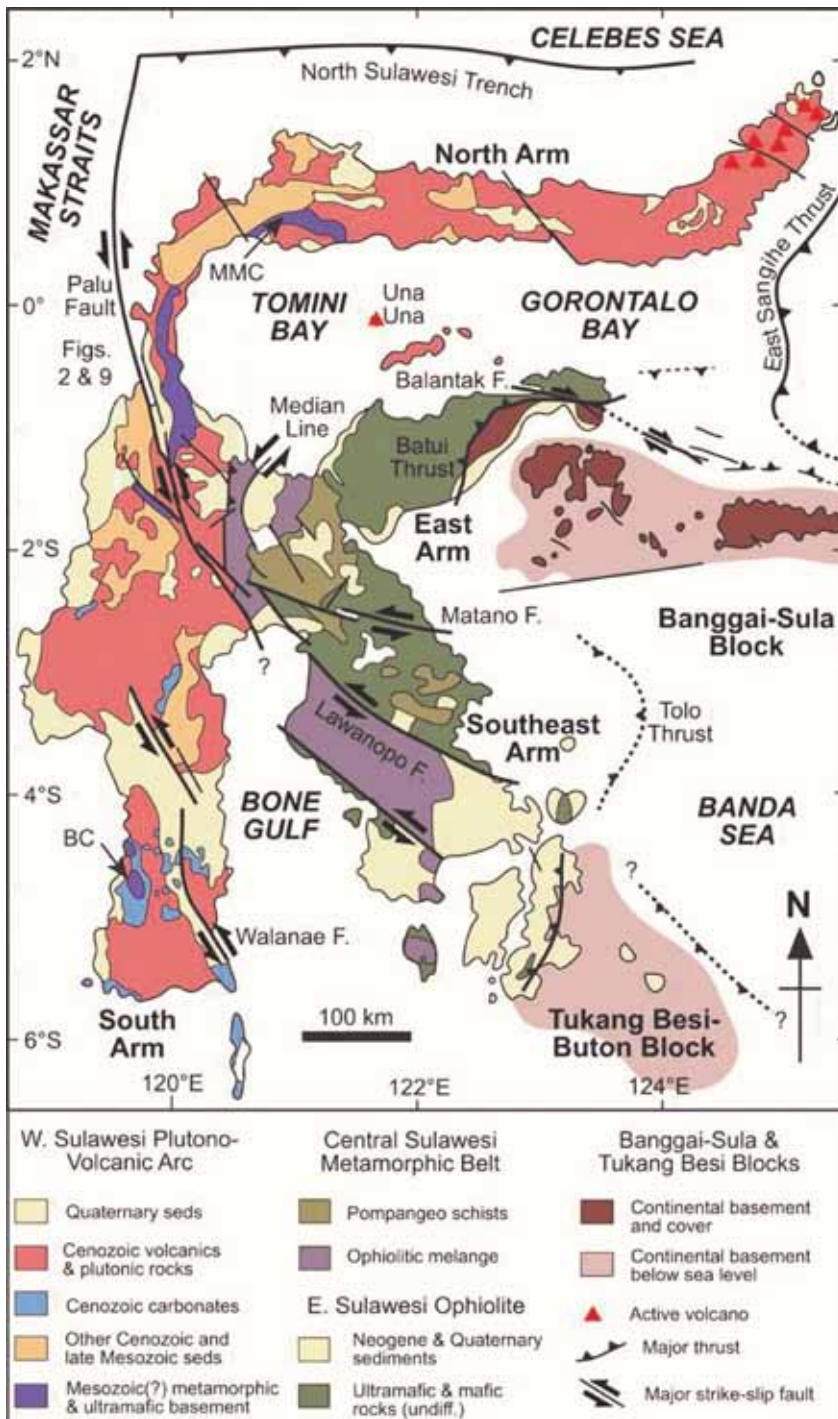 CELEBES SEA
2°N
North Sulawesi Trench
MAKASSAR
STRAITS
North Arm
East Sangihe Thrust
MMC
Palu
Fault
0°
TOMINI
BAY
Una
Una
GORONTALO
BAY
Figs.
2 & 9
Balantak F.
Median
Line
Batui
Thrust
East
Arm
2°S
Matano F.
Banggai-Sula
Block
?
Tolo
Thrust
Southeast
Arm
Lawanopo F.
4°S
BONE
GULF
BANDA
SEA
BC
?
N
Walanae F.
South
Arm
100 km
Tukang Besi-
Buton Block
?
6°S
120°E
122°E
124°E
W. Sulawesi Plutono-
Volcanic Arc
Quaternary seds
Cenozoic volcanics
& plutonic rocks
Cenozoic carbonates
Other Cenozoic and
late Mesozoic seds
Mesozoic(?) metamorphic
& ultramafic basement
Central Sulawesi
Metamorphic Belt
Pompangeo schists
Ophiolitic melange
E. Sulawesi Ophiolite
Neogene & Quaternary
sediments
Ultramafic & mafic
rocks (undiff.)
Banggai-Sula &
Tukang Besi Blocks
Continental basement
and cover
Continental basement
below sea level
Active volcano
Major thrust
Major strike-slip fault